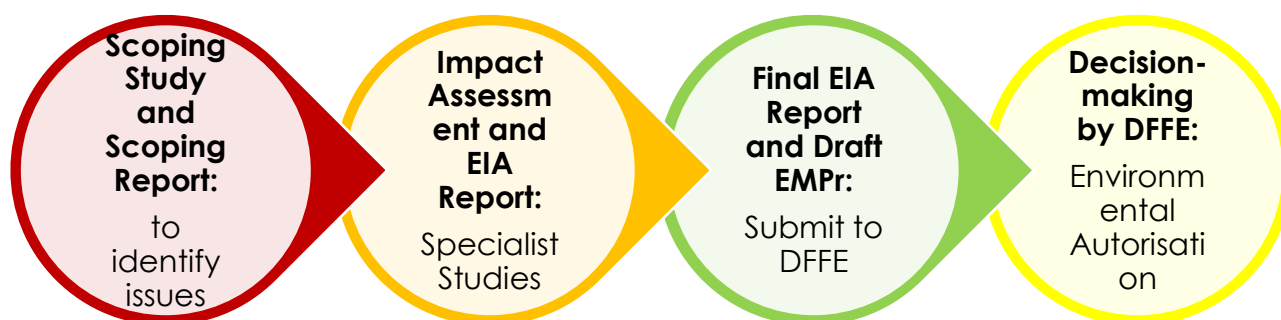 Scoping
Study
and
Scoping
Report:
to
identify
issues
Impact
Assessm
ent and
EIA
Report:
Specialist
Studies
Final EIA
Report
and Draft
EMPr:
Submit to
DFFE
Decision-
making
by DFFE:
Environm
ental
Autorisati
on